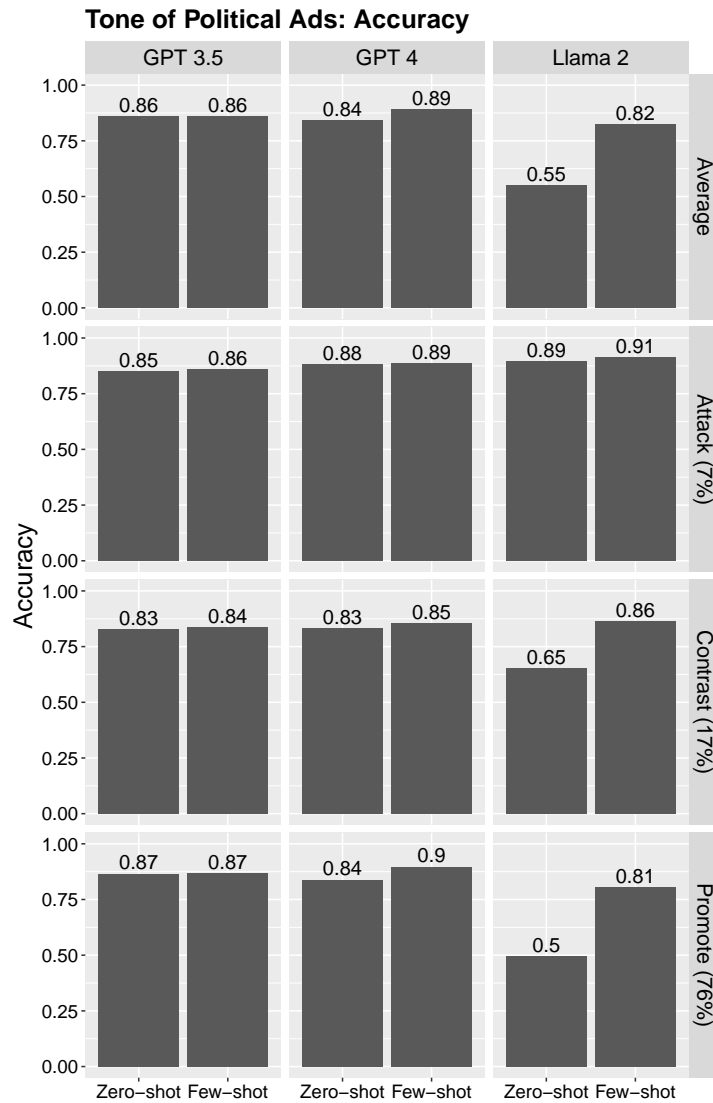 Tone of Political Ads: Accuracy
GPT 3.5 GPT 4 Llama 2
1.00
0.75
0.50
0.25
0.00
0.86 0.86 0.84 0.89 0.55 0.82
Average
1.00
0.75
0.50
0.25
0.00
0.85 0.86 0.88 0.89 0.89 0.91
Attack (7%)
Accuracy
1.00
0.75
0.50
0.25
0.00
0.83 0.84 0.83 0.85 0.65 0.86
Contrast (17%)
1.00
0.75
0.50
0.25
0.00
0.87 0.87 0.84 0.9 0.5 0.81
Promote (76%)
Zero−shot Few−shot Zero−shot Few−shot Zero−shot Few−shot